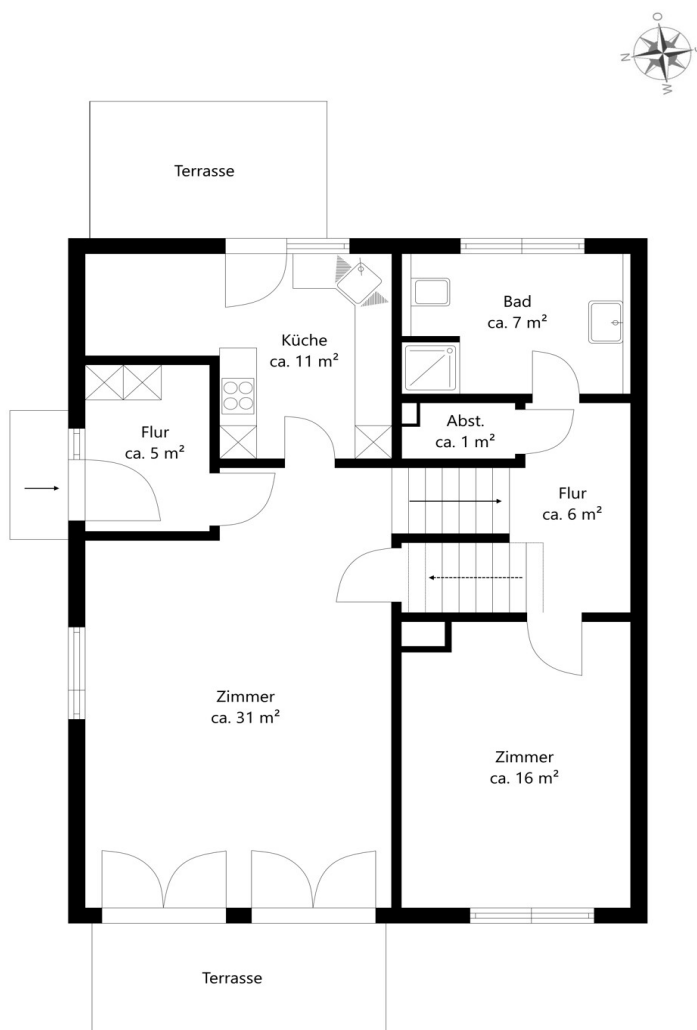 O
N
W
Terrasse
Küche
ca. 11 m²
Bad
ca. 7 m²
Flur
ca. 5 m²
Abst.
ca. 1 m²
Flur
ca. 6 m²
Zimmer
ca. 31 m²
Zimmer
ca. 16 m²
Terrasse